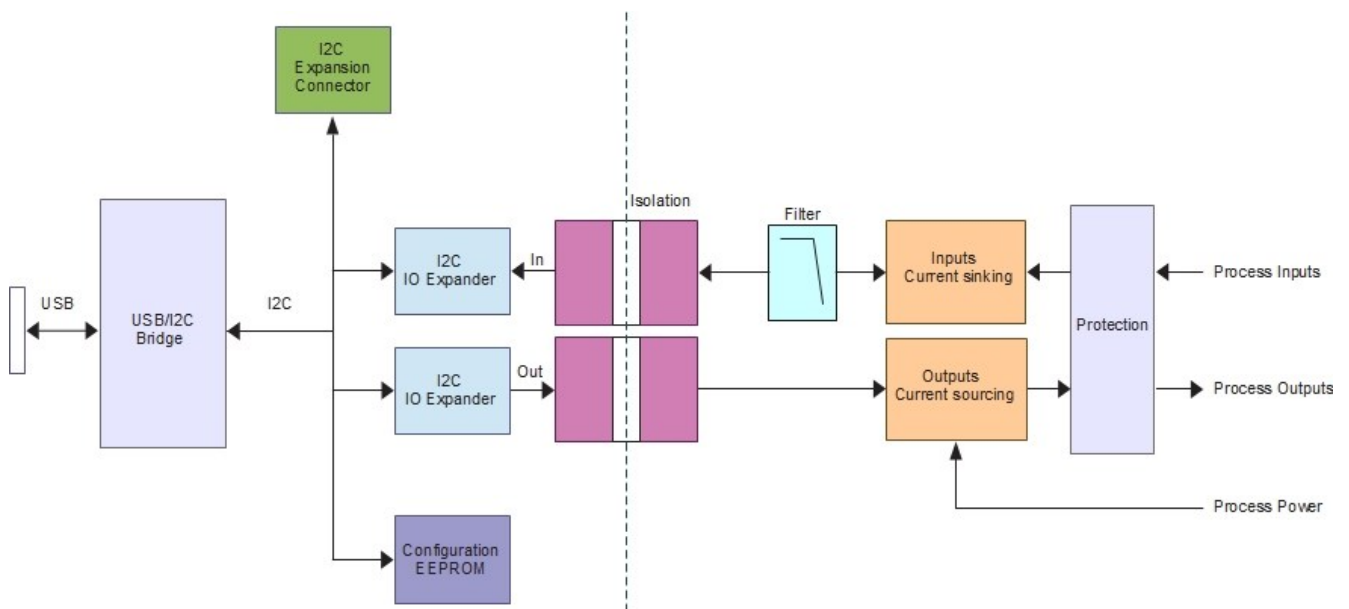 I2C
Expansion
Connector
Isolation
Filter
USB
USB/I2C
Bridge
I2C
I2C
IO Expander
In
Inputs
Current sinking
Protection
Process Inputs
I2C
IO Expander
Out
Outputs
Current sourcing
Process Outputs
Process Power
Configuration
EEPROM